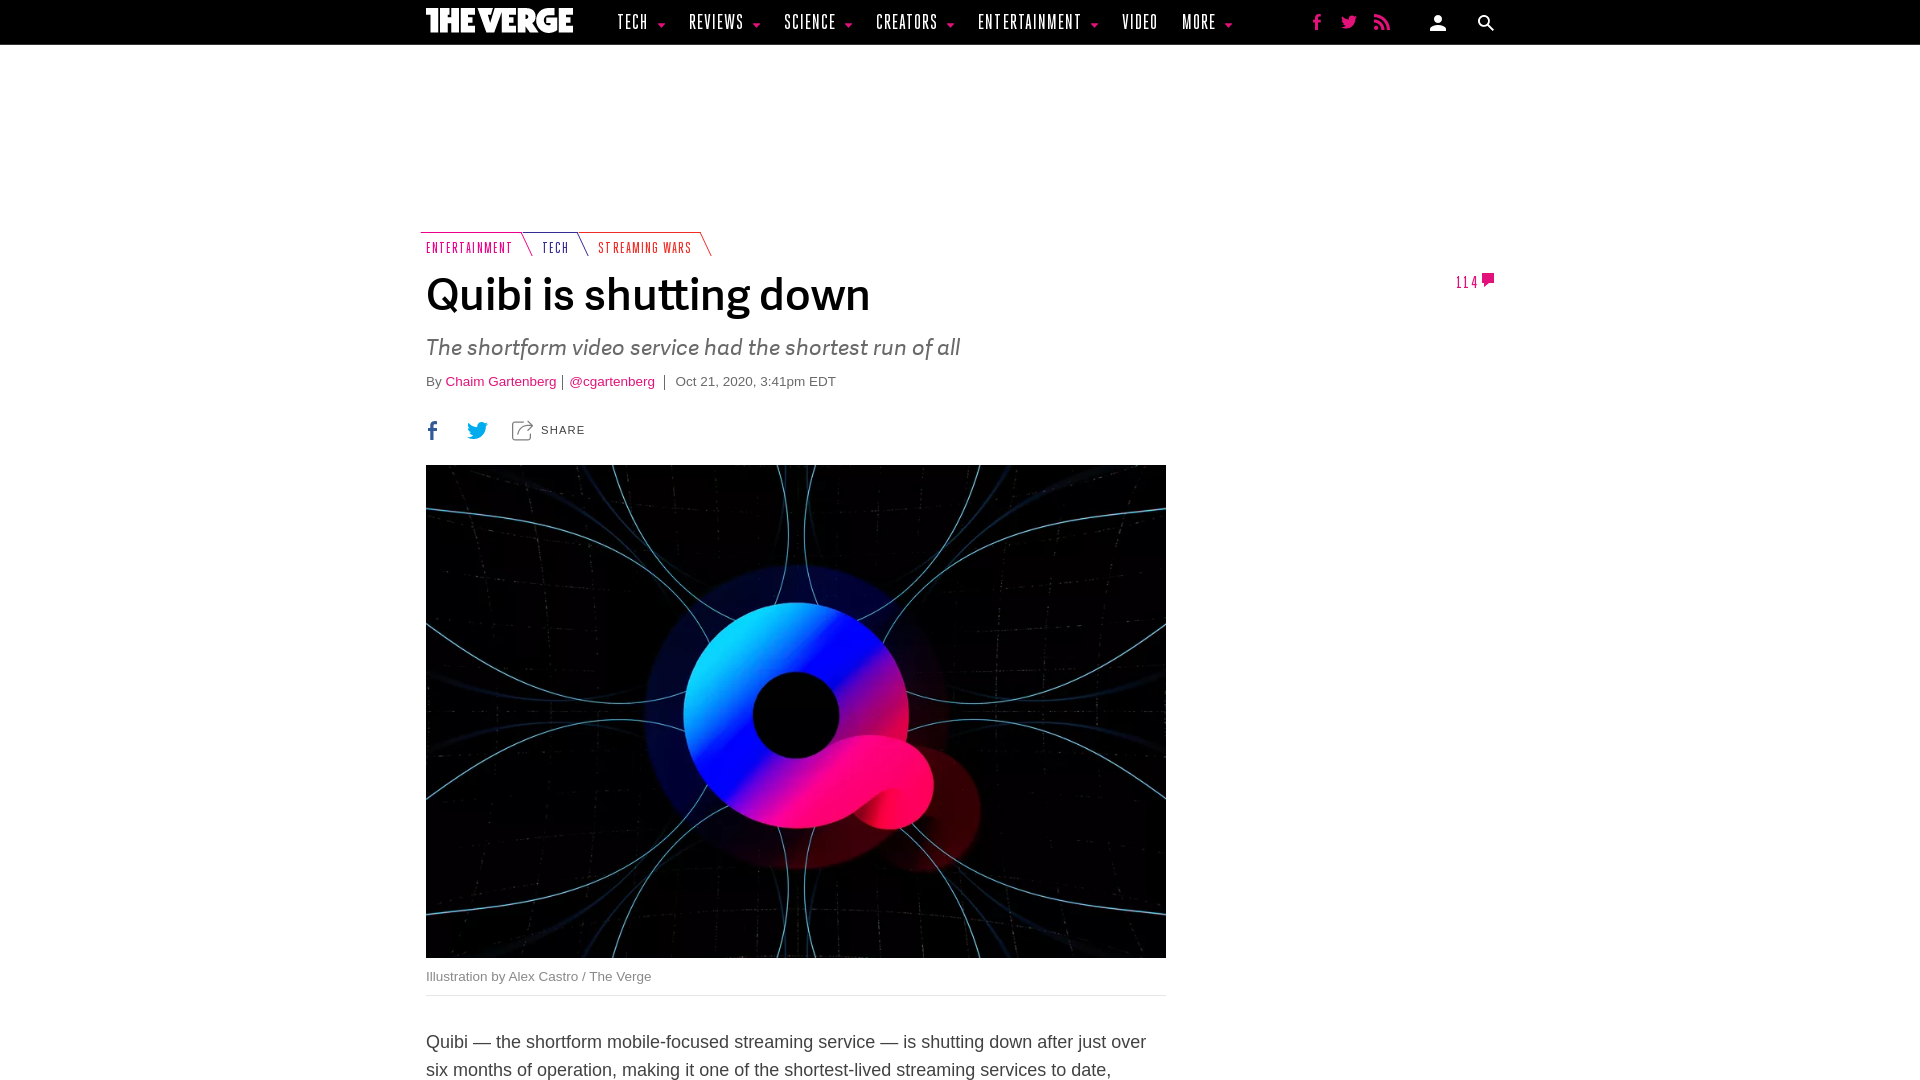 THE VERGE TECH REVIEWS SCIENCE CREATORS ENTERTAINMENT VIDEO MORE
ENTERTAINMENT TECH STREAMING WARS
Quibi is shutting down
114
The shortform video service had the shortest run of all
By Chaim Gartenberg | @cgartenberg | Oct 21, 2020, 3:41pm EDT
SHARE
Illustration by Alex Castro / The Verge
Quibi — the shortform mobile-focused streaming service — is shutting down after just over
six months of operation, making it one of the shortest-lived streaming services to date,